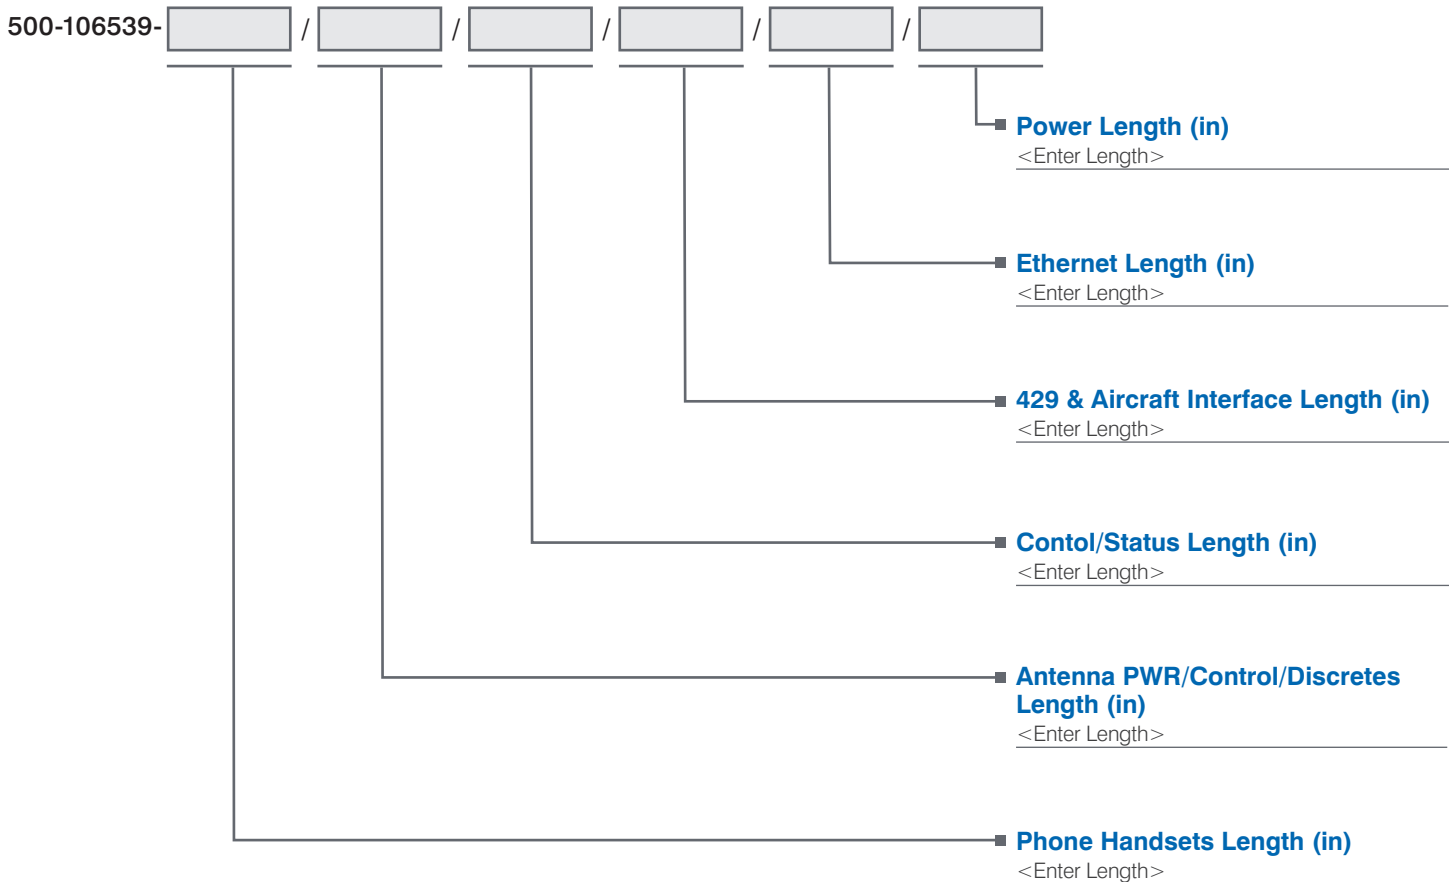 500-106539- / / / / /
Power Length (in)
<Enter Length>
Ethernet Length (in)
<Enter Length>
429 & Aircraft Interface Length (in)
<Enter Length>
Contol/Status Length (in)
<Enter Length>
Antenna PWR/Control/Discretes
Length (in)
<Enter Length>
Phone Handsets Length (in)
<Enter Length>